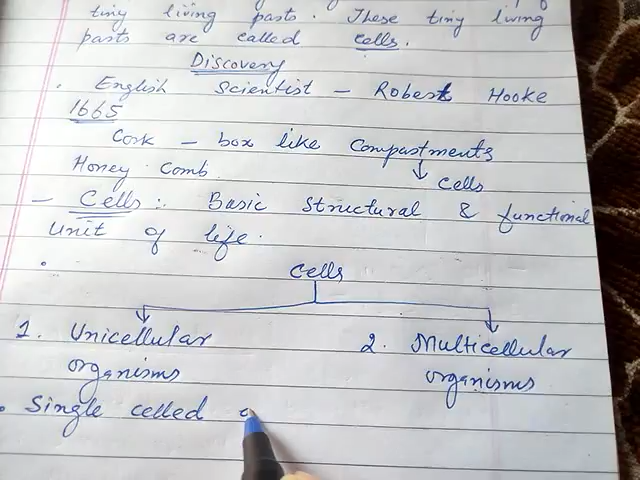 tiny living parts. These tiny living
parts are called cells.
Discovery
. English Scientist - Robert Hooke
1665
Cork - box like compartments
Honey comb
↓ cells
- Cells :. Basic structural & functional
unit of life.
.
cells
1. Unicellular
organisms
2. Multicellular
organisms
. Single celled o